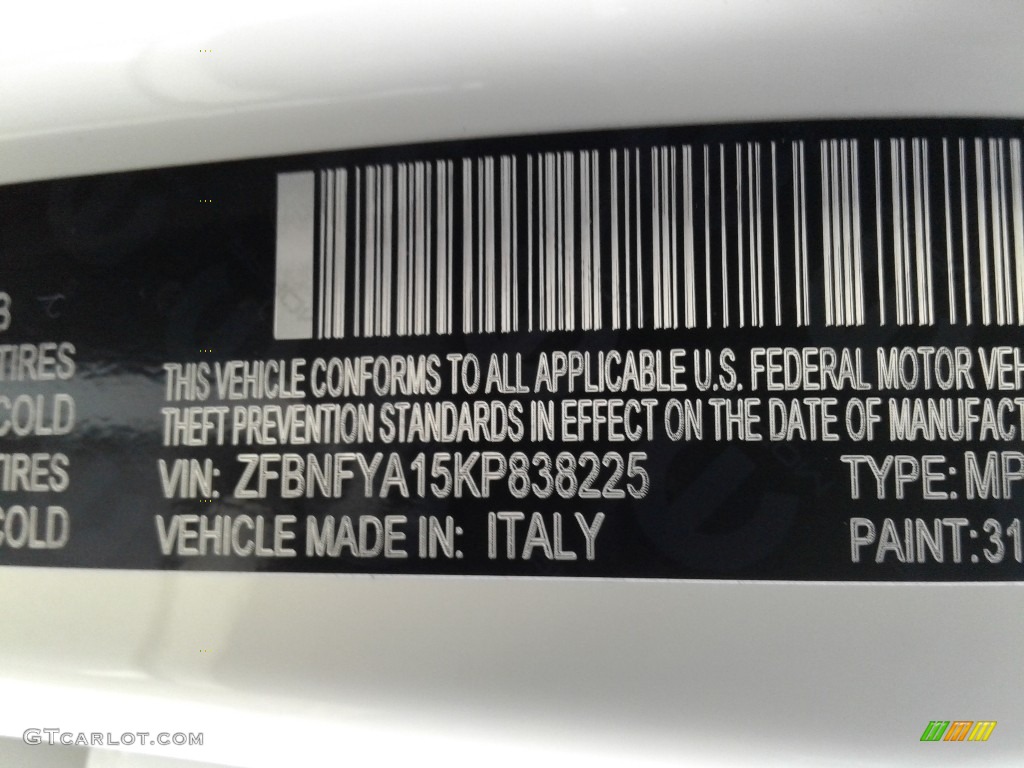 3
TIRES
COLD
TIRES
COLD
THIS VEHICLE CONFORMS TO ALL APPLICABLE U.S. FEDERAL MOTOR VEH
THEFT PREVENTION STANDARDS IN EFFECT ON THE DATE OF MANUFACT
VIN: ZFBNFYA15KP838225 TYPE: MP
VEHICLE MADE IN: ITALY PAINT: 31
GTCARLOT.COM